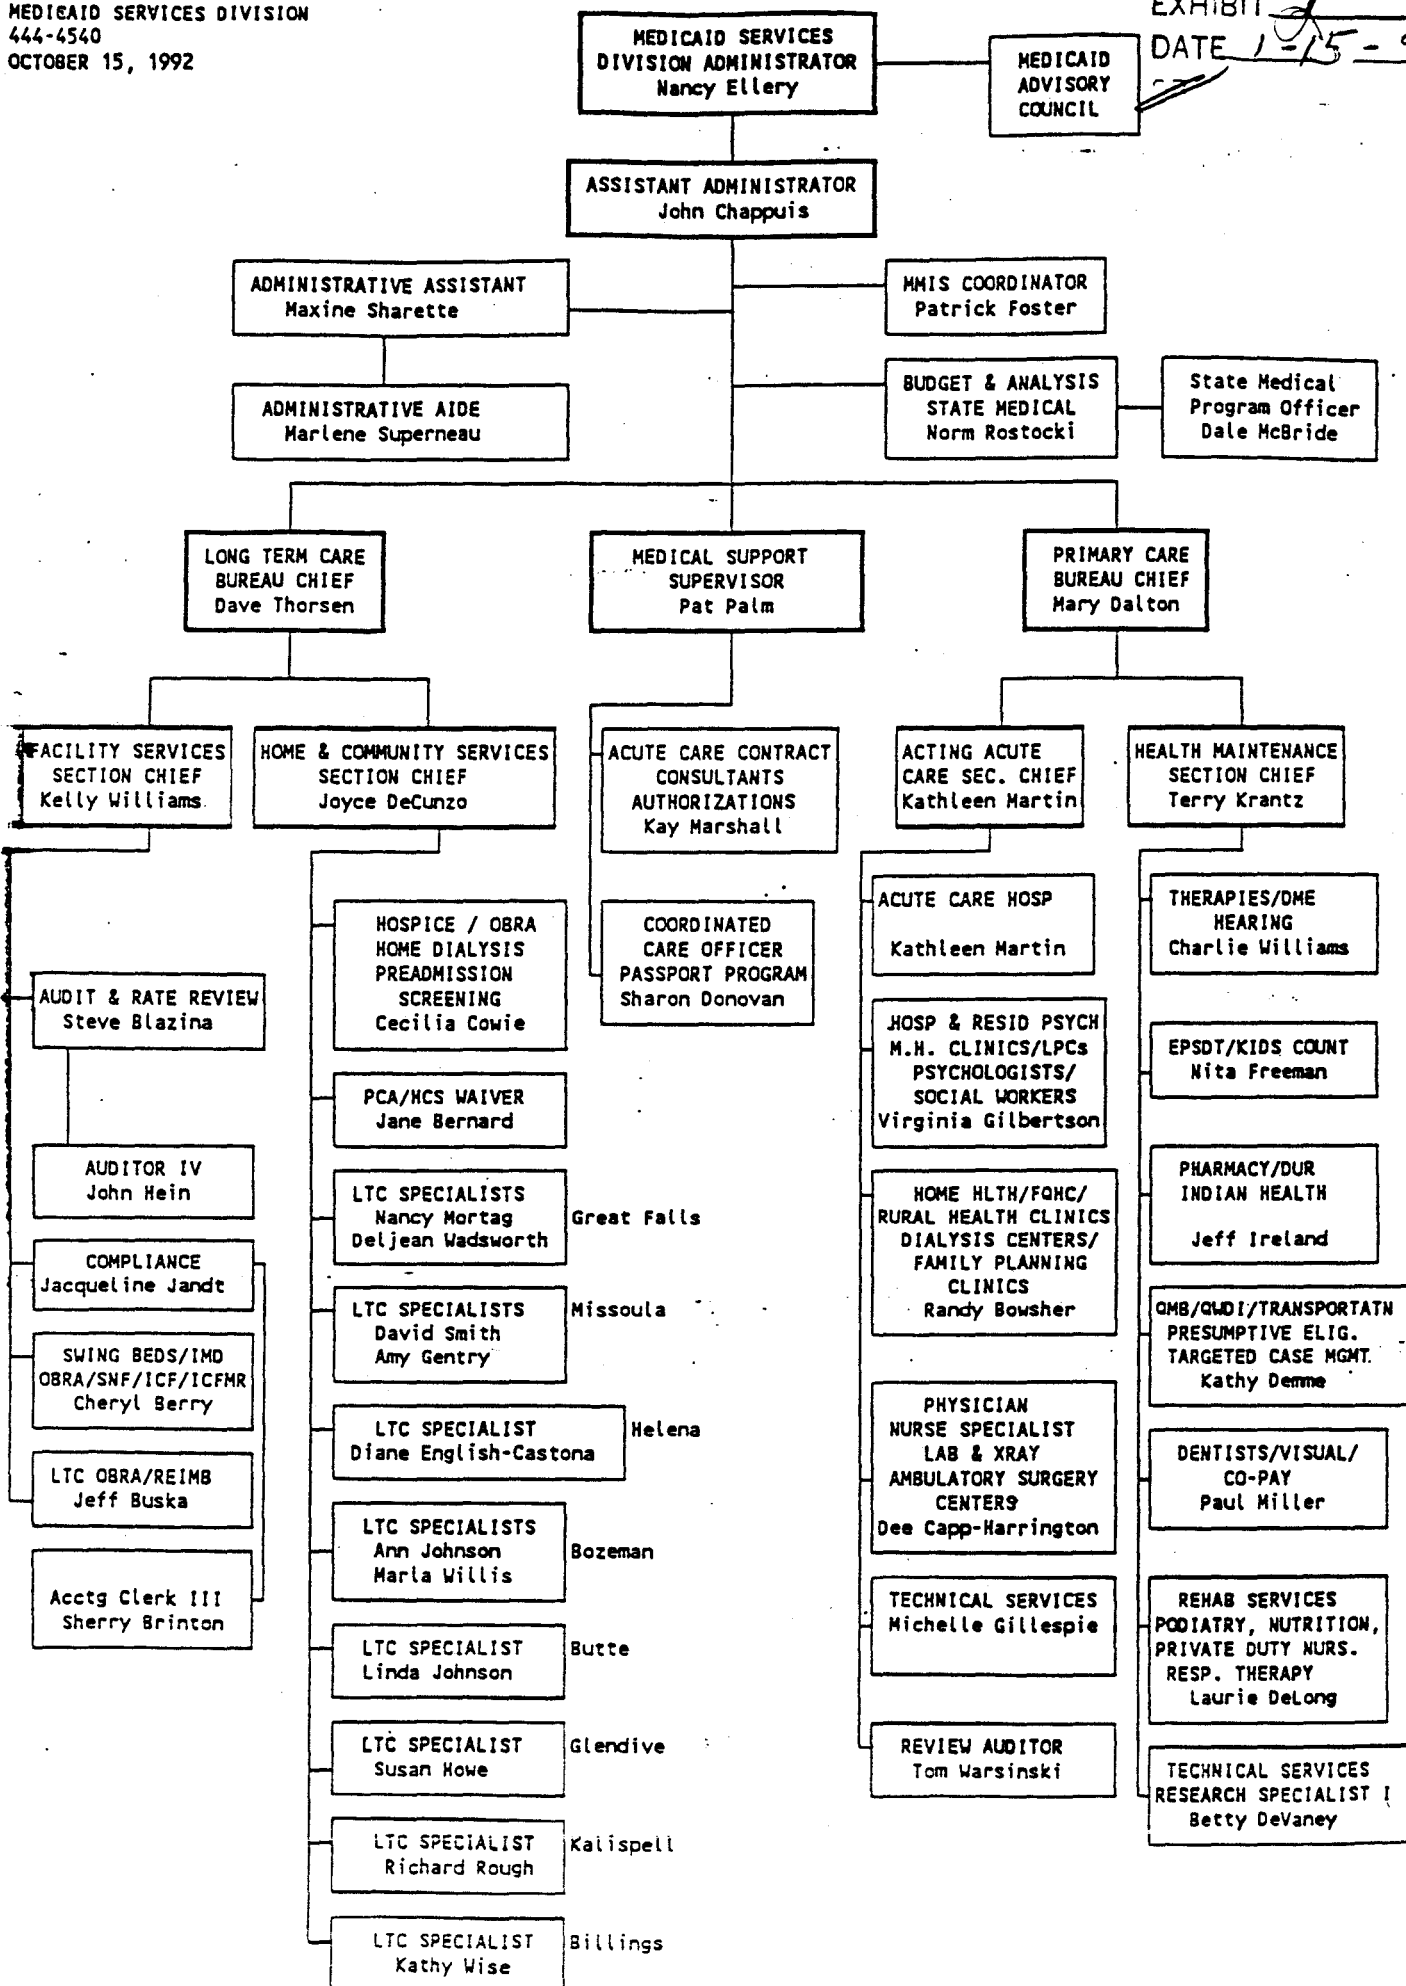 MEDICAID SERVICES DIVISION
444-4540
OCTOBER 15, 1992
EXHIBIT
DATE 1-15-9
MEDICAID SERVICES
DIVISION ADMINISTRATOR
Nancy Ellery
MEDICAID
ADVISORY
COUNCIL
ASSISTANT ADMINISTRATOR
John Chappuis
ADMINISTRATIVE ASSISTANT
Maxine Sharette
MMIS COORDINATOR
Patrick Foster
ADMINISTRATIVE AIDE
Marlene Superneau
BUDGET & ANALYSIS
STATE MEDICAL
Norm Rostocki
State Medical
Program Officer
Dale McBride
LONG TERM CARE
BUREAU CHIEF
Dave Thorsen
MEDICAL SUPPORT
SUPERVISOR
Pat Palm
PRIMARY CARE
BUREAU CHIEF
Mary Dalton
FACILITY SERVICES
SECTION CHIEF
Kelly Williams
HOME & COMMUNITY SERVICES
SECTION CHIEF
Joyce DeCunzo
ACUTE CARE CONTRACT
CONSULTANTS
AUTHORIZATIONS
Kay Marshall
ACTING ACUTE
CARE SEC. CHIEF
Kathleen Martin
HEALTH MAINTENANCE
SECTION CHIEF
Terry Krantz
AUDIT & RATE REVIEW
Steve Blazina
AUDITOR IV
John Hein
COMPLIANCE
Jacqueline Jandt
SWING BEDS/IMD
OBRA/SNF/ICF/ICFMR
Cheryl Berry
LTC OBRA/REIMB
Jeff Buska
Acctg Clerk III
Sherry Brinton
HOSPICE / OBRA
HOME DIALYSIS
PREADMISSION
SCREENING
Cecilia Cowie
PCA/HCS WAIVER
Jane Bernard
LTC SPECIALISTS
Nancy Mortag
Deljean Wadsworth
Great Falls
LTC SPECIALISTS
David Smith
Amy Gentry
Missoula
LTC SPECIALIST
Diane English-Castona
Helena
LTC SPECIALISTS
Ann Johnson
Marla Willis
Bozeman
LTC SPECIALIST
Linda Johnson
Butte
LTC SPECIALIST
Susan Howe
Glendive
LTC SPECIALIST
Richard Rough
Kalispell
LTC SPECIALIST
Kathy Wise
Billings
COORDINATED
CARE OFFICER
PASSPORT PROGRAM
Sharon Donovan
ACUTE CARE HOSP
Kathleen Martin
HOSP & RESID PSYCH
M.H. CLINICS/LPCs
PSYCHOLOGISTS/
SOCIAL WORKERS
Virginia Gilbertson
HOME HLTH/FQHC/
RURAL HEALTH CLINICS
DIALYSIS CENTERS/
FAMILY PLANNING
CLINICS
Randy Bowsher
PHYSICIAN
NURSE SPECIALIST
LAB & XRAY
AMBULATORY SURGERY
CENTERS
Dee Capp-Harrington
TECHNICAL SERVICES
Michelle Gillespie
REVIEW AUDITOR
Tom Warsinski
THERAPIES/DME
HEARING
Charlie Williams
EPSDT/KIDS COUNT
Nita Freeman
PHARMACY/DUR
INDIAN HEALTH
Jeff Ireland
QMB/QWDI/TRANSPORTATN
PRESUMPTIVE ELIG.
TARGETED CASE MGMT.
Kathy Demme
DENTISTS/VISUAL/
CO-PAY
Paul Miller
REHAB SERVICES
PODIATRY, NUTRITION,
PRIVATE DUTY NURS.
RESP. THERAPY
Laurie DeLong
TECHNICAL SERVICES
RESEARCH SPECIALIST I
Betty DeVaney